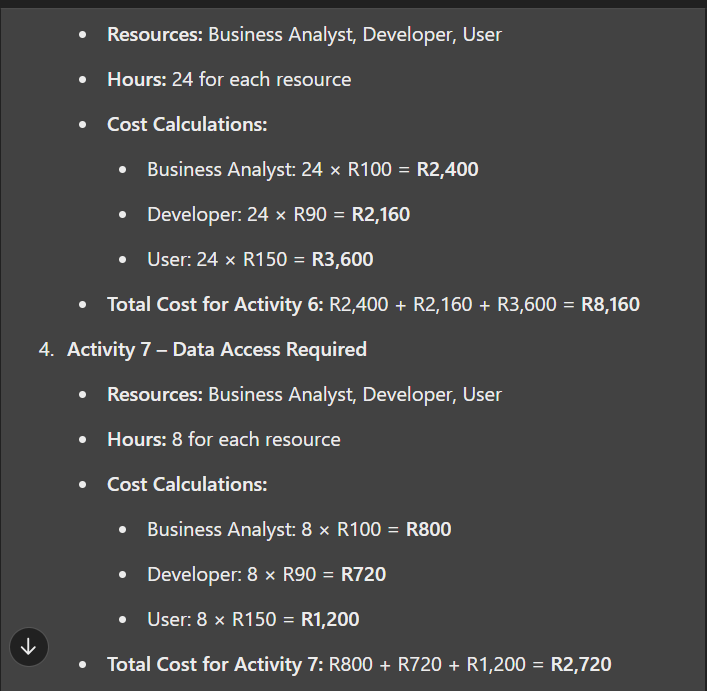 • Resources: Business Analyst, Developer, User
• Hours: 24 for each resource
• Cost Calculations:
• Business Analyst: 24 × R100 = R2,400
• Developer: 24 × R90 = R2,160
• User: 24 × R150 = R3,600
• Total Cost for Activity 6: R2,400 + R2,160 + R3,600 = R8,160
4. Activity 7 – Data Access Required
• Resources: Business Analyst, Developer, User
• Hours: 8 for each resource
• Cost Calculations:
• Business Analyst: 8 × R100 = R800
• Developer: 8 × R90 = R720
• User: 8 × R150 = R1,200
• Total Cost for Activity 7: R800 + R720 + R1,200 = R2,720